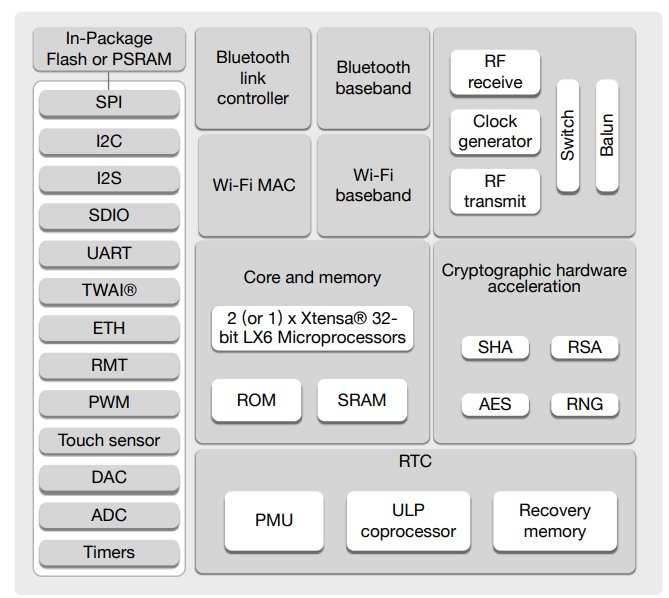 In-Package
Flash or PSRAM
SPI
I2C
I2S
SDIO
UART
TWAI®
ETH
RMT
PWM
Touch sensor
DAC
ADC
Timers
Bluetooth
link
controller
Bluetooth
baseband
Wi-Fi MAC
Wi-Fi
baseband
RF
receive
Clock
generator
RF
transmit
Switch
Balun
Core and memory
2 (or 1) x Xtensa® 32-
bit LX6 Microprocessors
ROM
SRAM
Cryptographic hardware
acceleration
SHA
RSA
AES
RNG
RTC
PMU
ULP
coprocessor
Recovery
memory